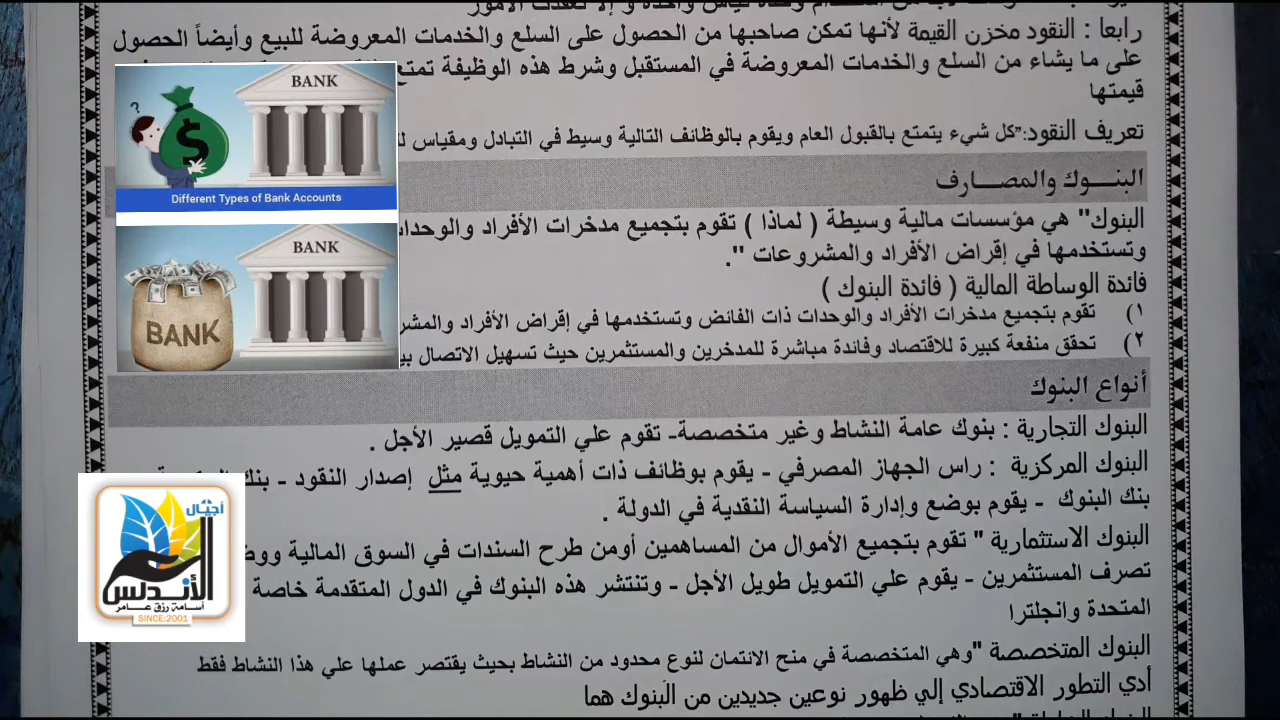 رابعا : النقود مخزن القيمة لأنها تمكن صاحبها من الحصول على السلع والخدمات المعروضة للبيع وأيضاً الحصول
على ما يشاء من السلع والخدمات المعروضة في المستقبل وشرط هذه الوظيفة تمتع
قيمتها
تعريف النقود:"كل شيء يتمتع بالقبول العام ويقوم بالوظائف التالية وسيط في التبادل ومقياس
البنــــوك والمصـــارف
البنوك" هي مؤسسات مالية وسيطة ( لماذا ) تقوم بتجميع مدخرات الأفراد والوحدات
وتستخدمها في إقراض الأفراد والمشروعات ".
فائدة الوساطة المالية ( فائدة البنوك )
١) تقوم بتجميع مدخرات الأفراد والوحدات ذات الفائض وتستخدمها في إقراض الأفراد
٢) تحقق منفعة كبيرة للاقتصاد وفائدة مباشرة للمدخرين والمستثمرين حيث تسهيل الاتصال
أنواع البنوك
البنوك التجارية : بنوك عامة النشاط وغير متخصصة- تقوم علي التمويل قصير الأجل .
البنوك المركزية : راس الجهاز المصرفي - يقوم بوظائف ذات أهمية حيوية مثل إصدار النقود - بنك
بنك البنوك - يقوم بوضع وإدارة السياسة النقدية في الدولة .
البنوك الاستثمارية " تقوم بتجميع الأموال من المساهمين أومن طرح السندات في السوق المالية
تصرف المستثمرين - يقوم علي التمويل طويل الأجل - وتنتشر هذه البنوك في الدول المتقدمة خاصة
المتحدة وانجلترا
البنوك المتخصصة "وهي المتخصصة في منح الائتمان لنوع محدود من النشاط بحيث يقتصر عملها علي هذا النشاط فقط
أدي التطور الاقتصادي إلي ظهور نوعين جديدين من البنوك هما
BANK
?
$
Different Types of Bank Accounts
BANK
BANK
أجيال
الأندلس
أسامة رزق عامر
SINCE:2001